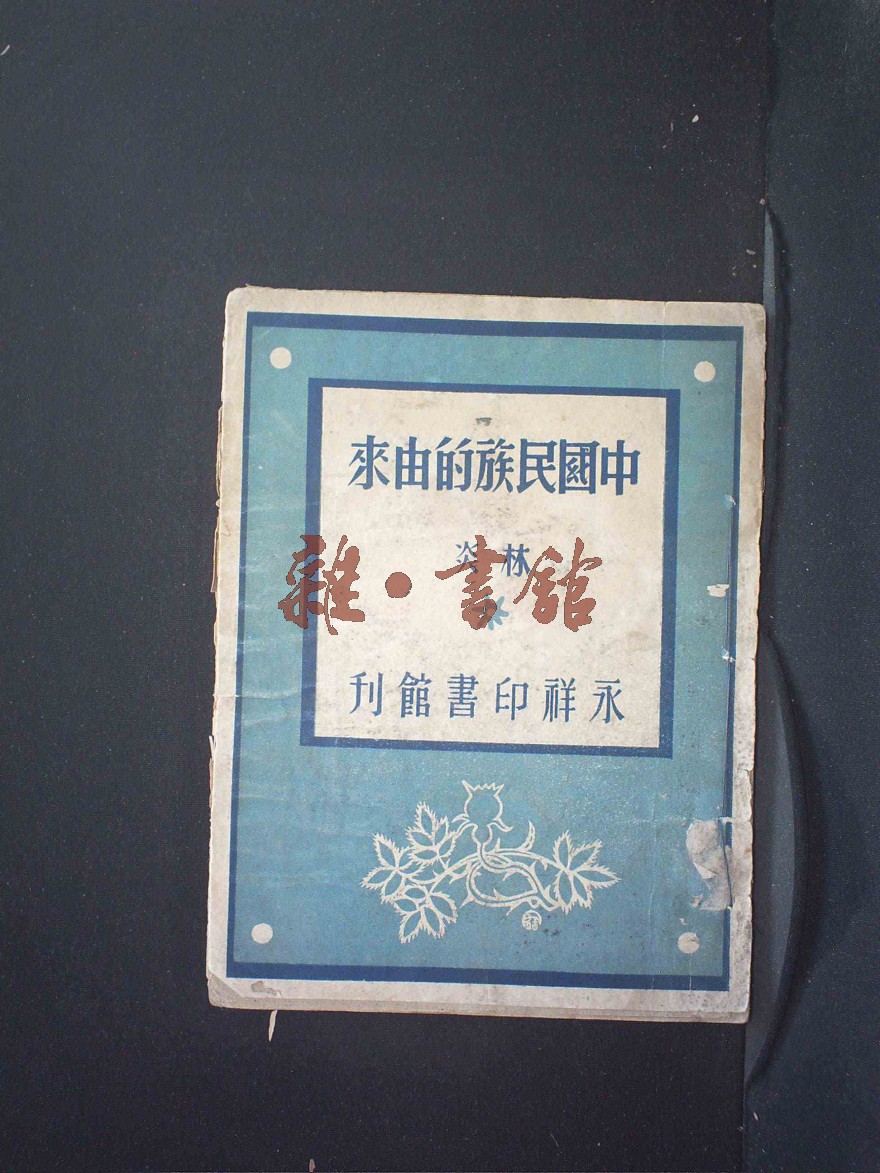 中國民族的由來
林炎
雜·書館
永祥印書館刊